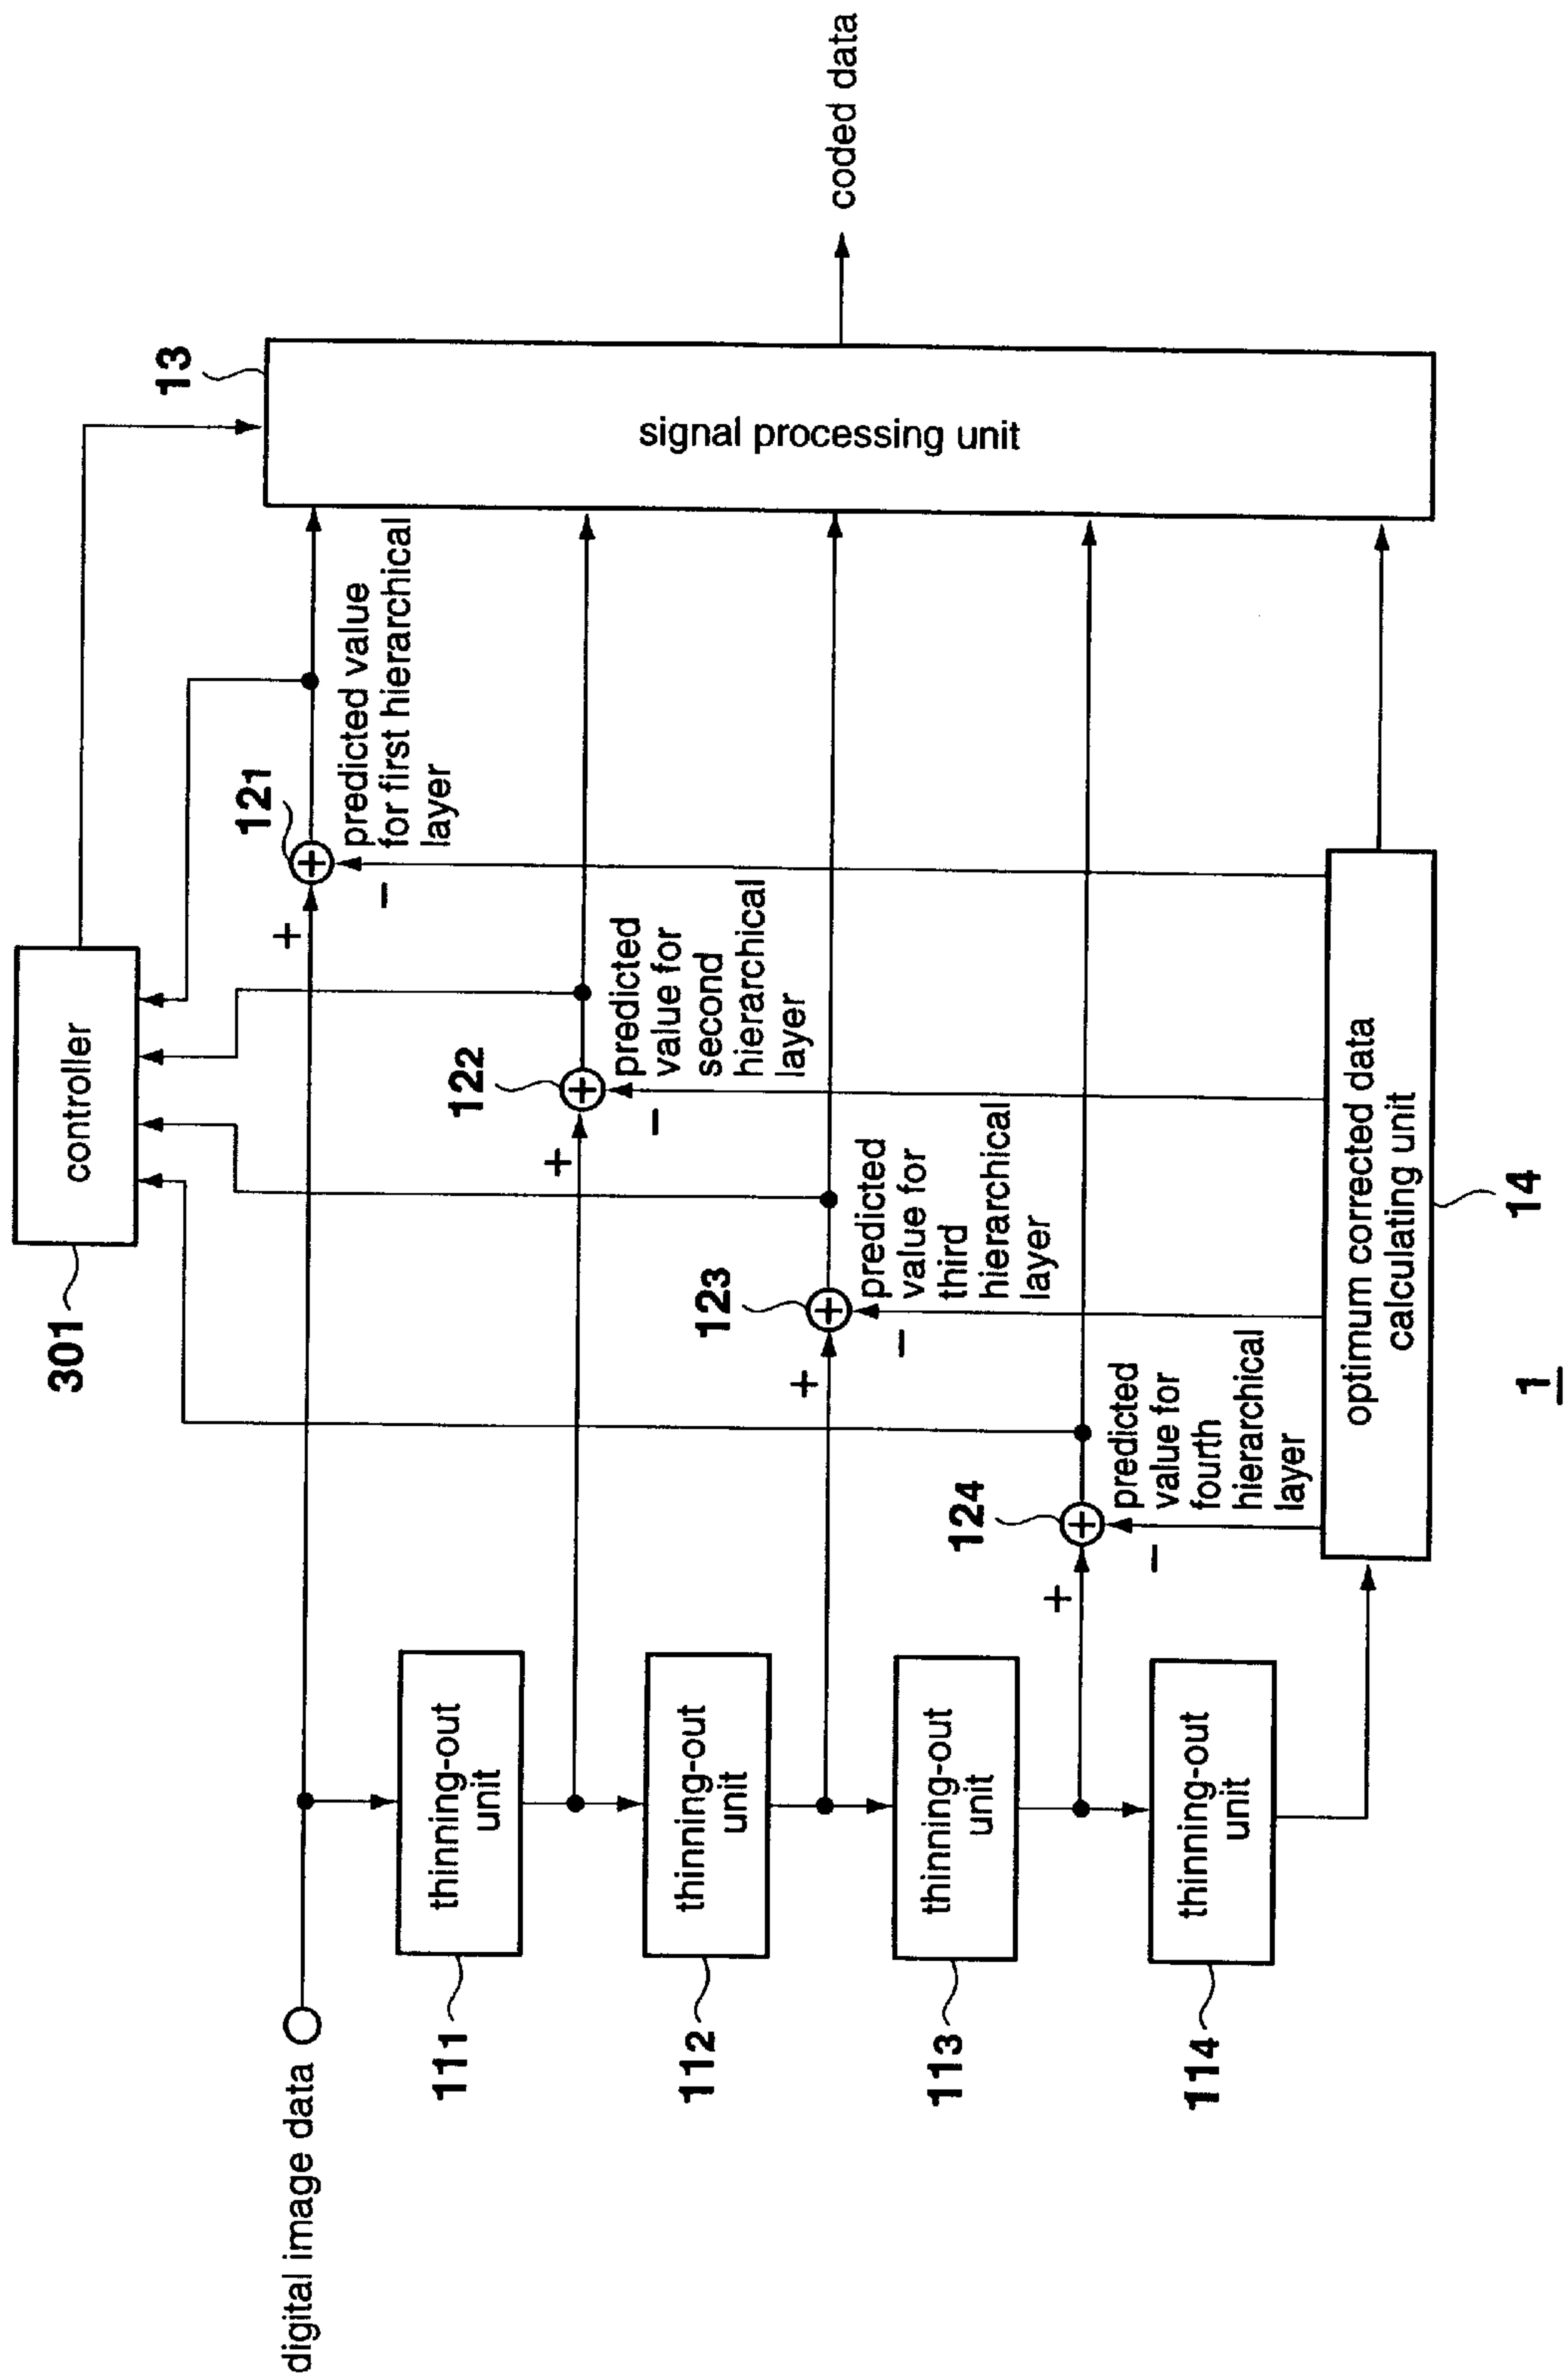 301
controller
13
signal processing unit
coded data
121
+
−
predicted value
for first hierarchical
layer
122
+
−
predicted
value for
second
hierarchical
layer
123
+
−
predicted
value for
third
hierarchical
layer
124
+
−
predicted
value for
fourth
hierarchical
layer
digital image data
111
thinning-out
unit
112
thinning-out
unit
113
thinning-out
unit
114
thinning-out
unit
optimum corrected data
calculating unit
14
1